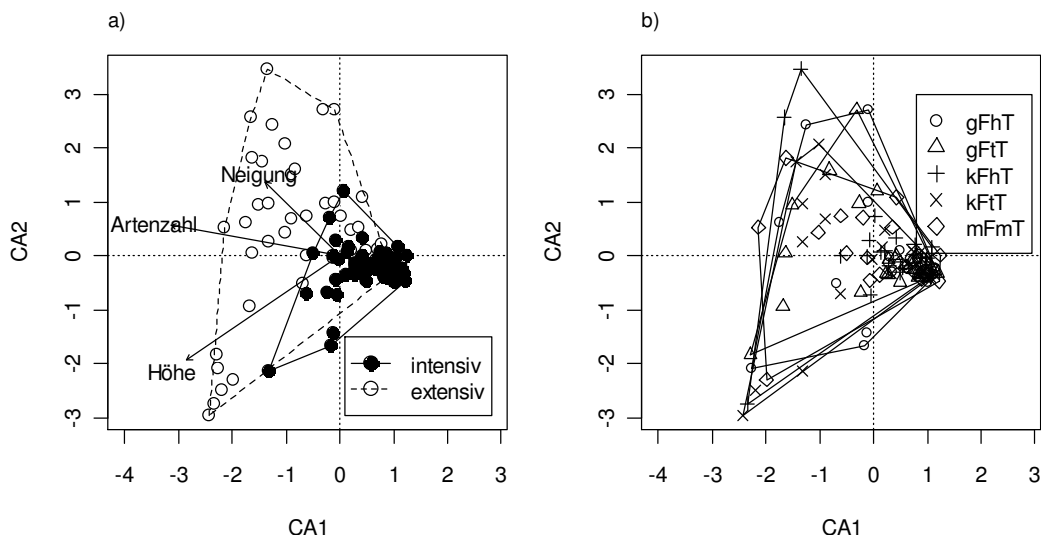 a)
CA2
3
2
1
0
-1
-2
-3
Neigung
Artenzahl
Höhe
intensiv
extensiv
-4 -3 -2 -1 0 1 2 3
CA1
b)
CA2
3
2
1
0
-1
-2
-3
gFhT
gFtT
kFhT
kFtT
mFmT
-4 -3 -2 -1 0 1 2 3
CA1